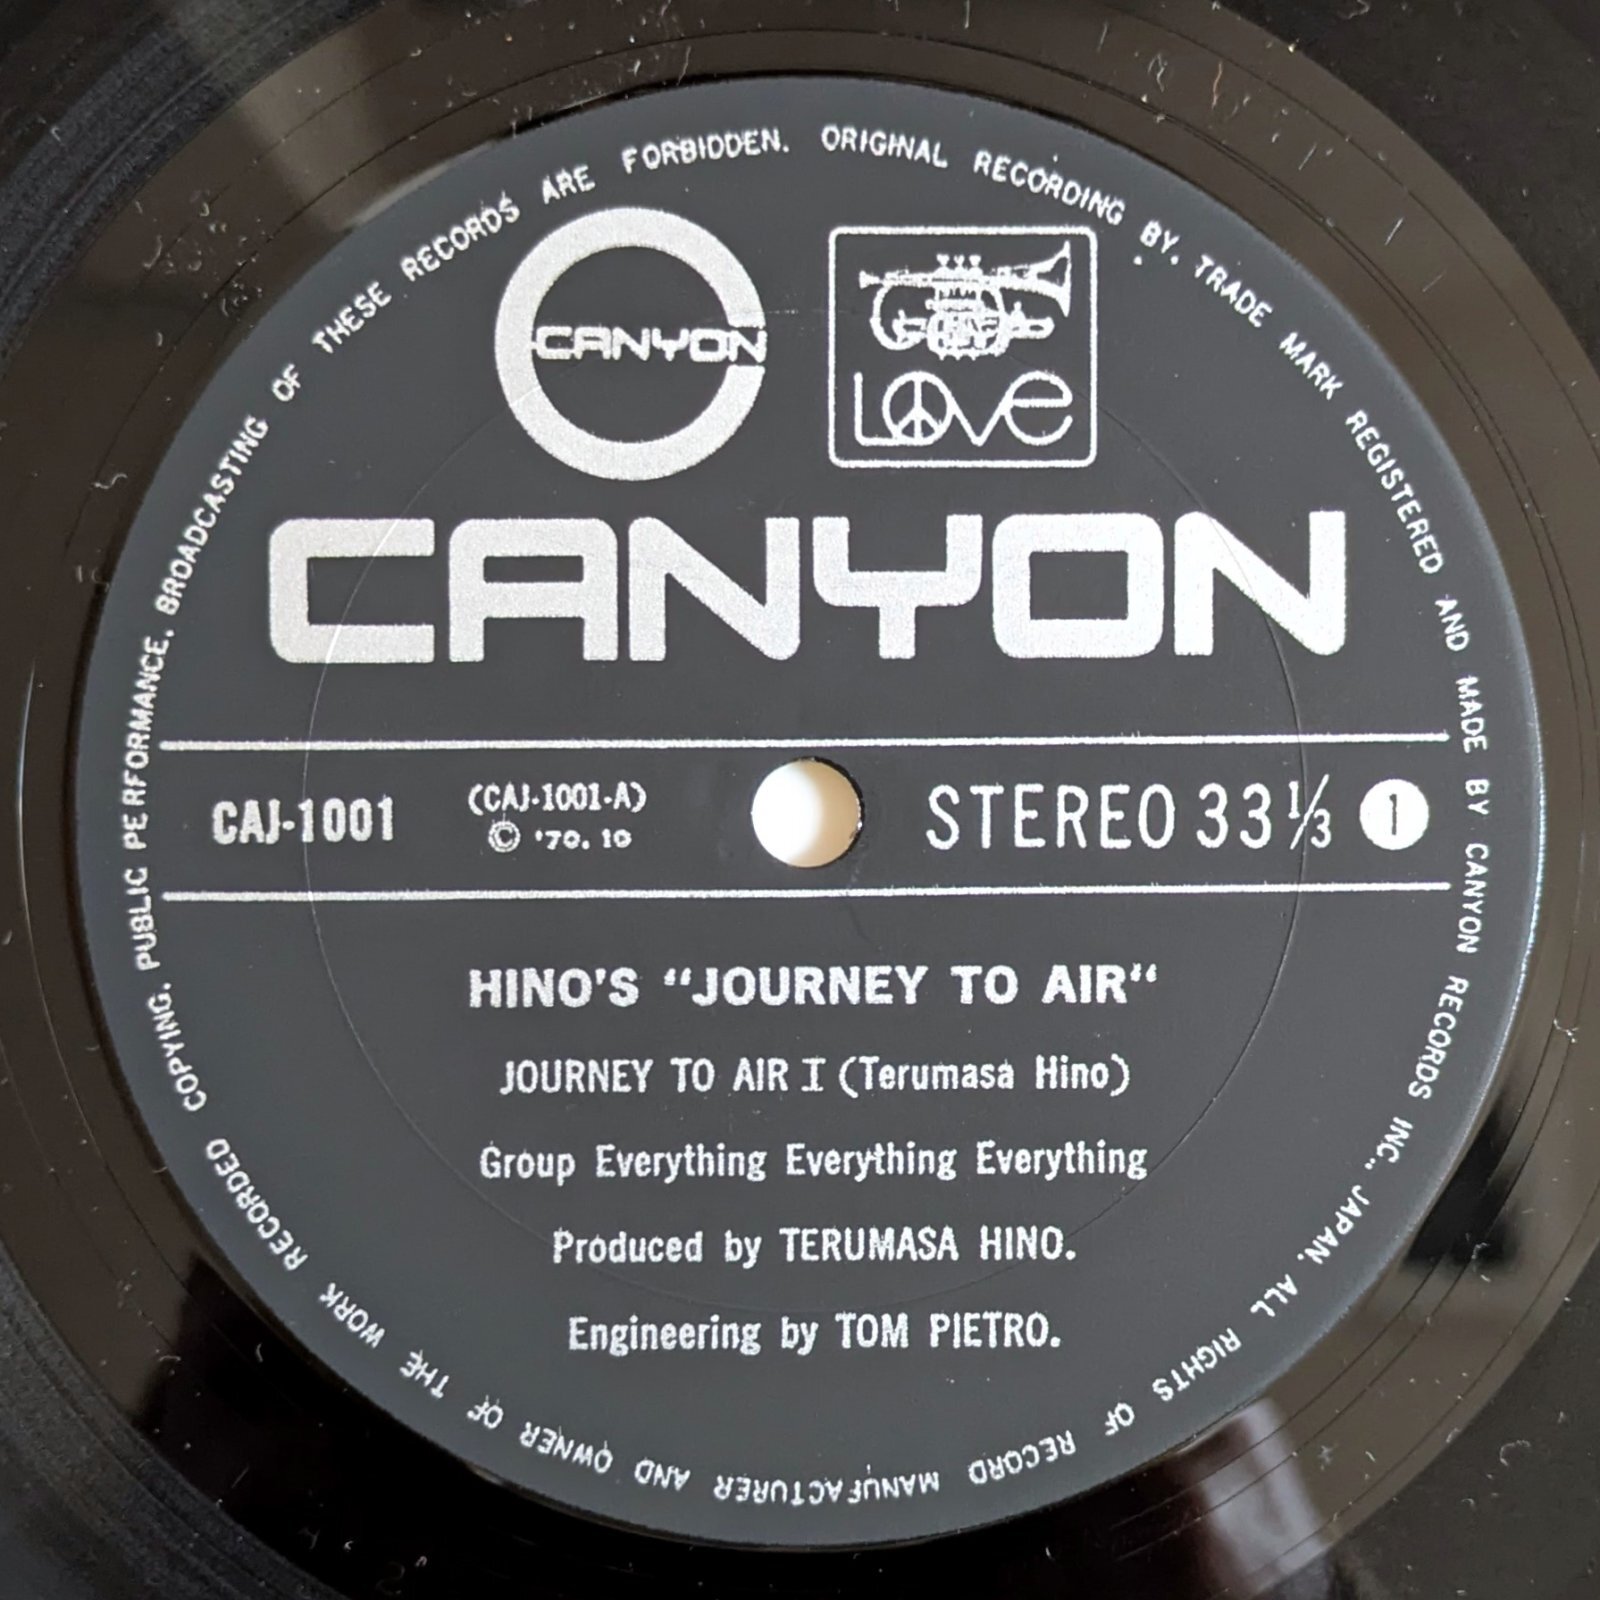 ORIGINAL RECORDING BY. TRADE MARK REGISTERED AND MADE BY CANYON RECORDS INC., JAPAN. ALL RIGHTS OF RECORD MANUFACTURER AND OWNER OF THE WORK RECORDED COPYING. PUBLIC PERFORMANCE. BROADCASTING OF THESE RECORDS ARE FORBIDDEN.
CANYON
LOVE
CANYON
CAJ-1001 (CAJ-1001-A) STEREO 33 1/3 1
© '70. 10
HINO'S "JOURNEY TO AIR"
JOURNEY TO AIR I (Terumasa Hino)
Group Everything Everything Everything
Produced by TERUMASA HINO.
Engineering by TOM PIETRO.